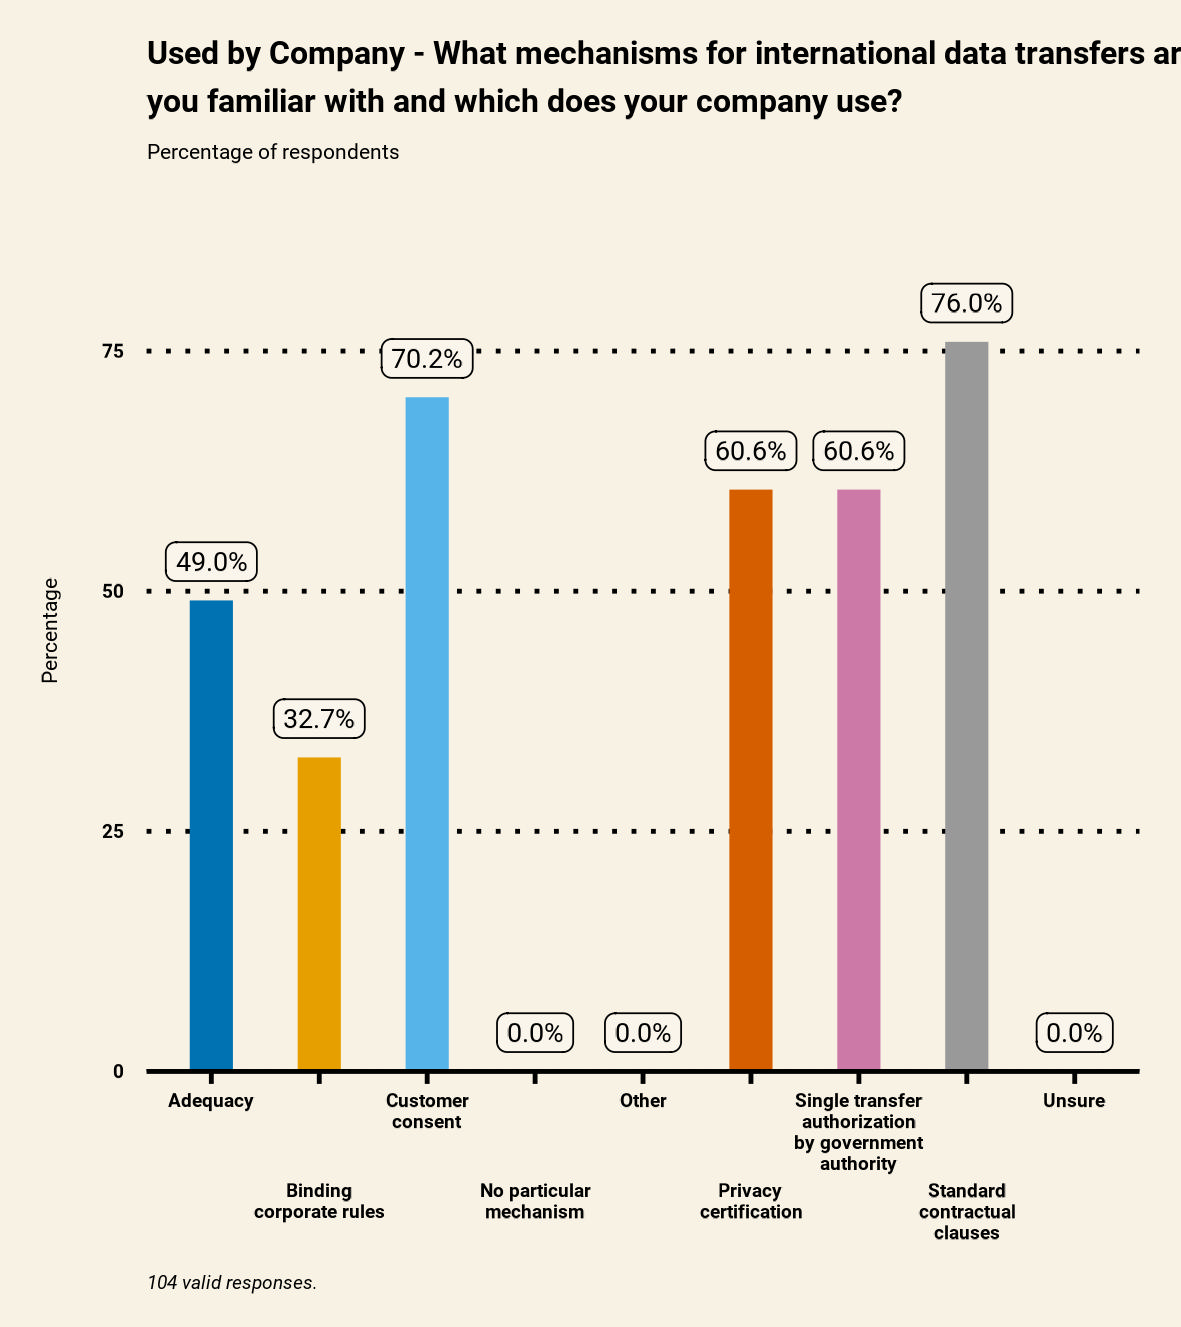 Used by Company - What mechanisms for international data transfers
you familiar with and which does your company use?
Percentage of respondents
76.0%
75
70.2%
60.6%
60.6%
49.0%
50
Percentage
32.7%
25
0.0%
0.0%
0.0%
0
Adequacy
Customer
consent
Other
Single transfer
authorization
by government
authority
Unsure
Binding
corporate rules
No particular
mechanism
Privacy
certification
Standard
contractual
clauses
104 valid responses.